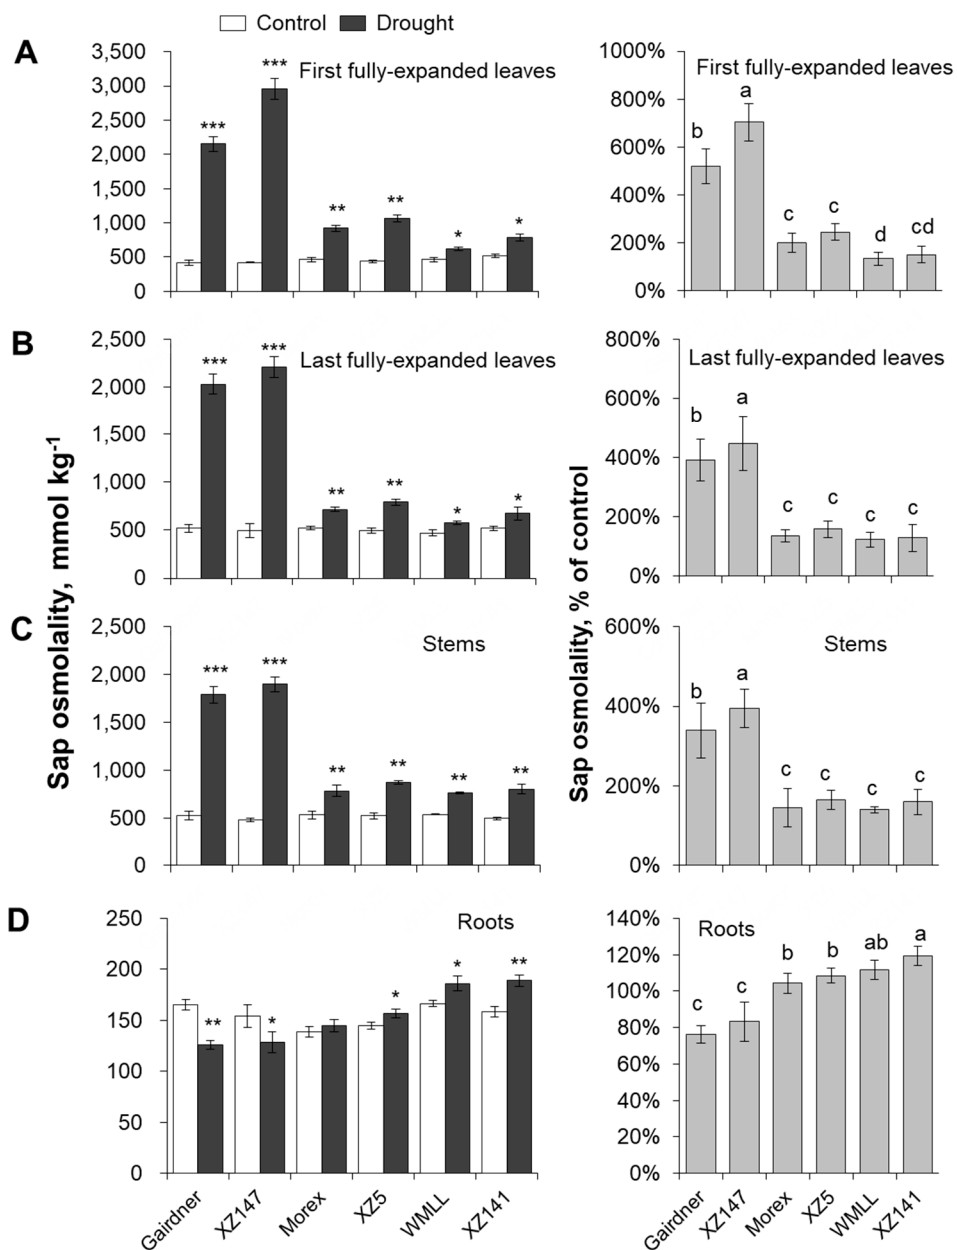 Control Drought
A
3,500
3,000
2,500
2,000
1,500
1,000
500
0
First fully-expanded leaves
*** *** ** ** * *
1000%
800%
600%
400%
200%
0%
First fully-expanded leaves
b a c c d cd
B
2,500
2,000
1,500
1,000
500
0
Last fully-expanded leaves
*** *** ** ** * *
800%
600%
400%
200%
0%
Last fully-expanded leaves
b a c c c c
Sap osmolality, mmol kg-1
Sap osmolality, % of control
C
2,500
2,000
1,500
1,000
500
0
Stems
*** *** ** ** ** **
600%
400%
200%
0%
Stems
b a c c c c
D
250
200
150
100
50
0
Roots
** * * * **
Gairdner XZ147 Morex XZ5 WMLL XZ141
140%
120%
100%
80%
60%
40%
20%
0%
Roots
c c b b ab a
Gairdner XZ147 Morex XZ5 WMLL XZ141